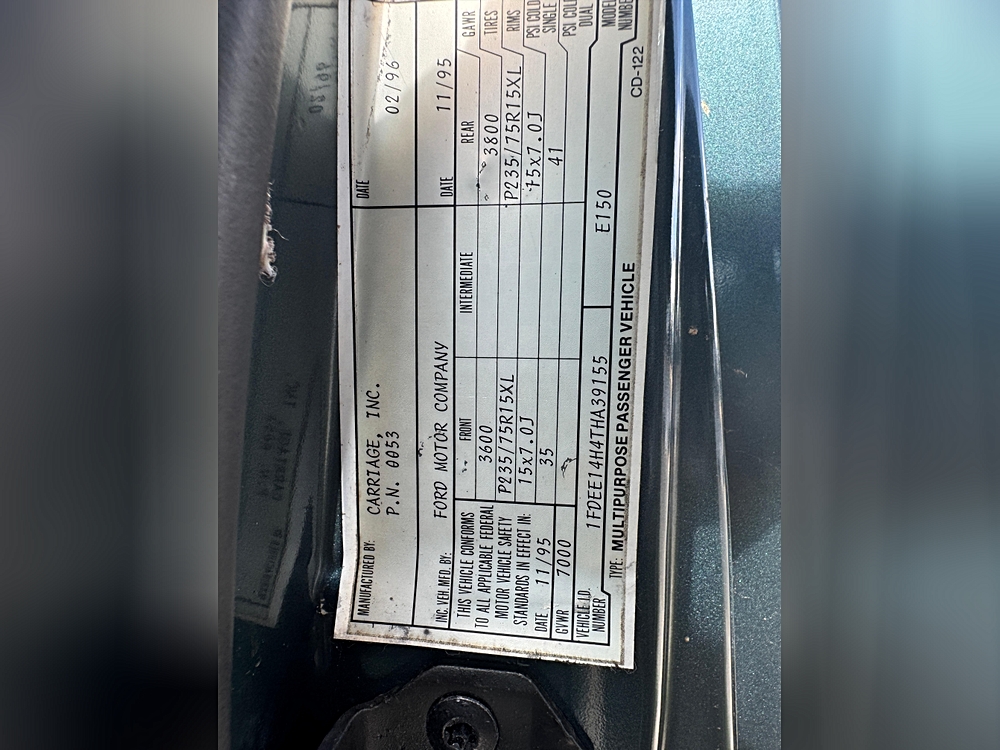 MANUFACTURED BY: CARRIAGE, INC. DATE 02/96
P.N. 0053
INC. VEH. MFD. BY: FORD MOTOR COMPANY DATE 11/95
THIS VEHICLE CONFORMS TO ALL APPLICABLE FEDERAL MOTOR VEHICLE SAFETY STANDARDS IN EFFECT IN:
DATE 11/95
GVWR 7000
FRONT INTERMEDIATE REAR
3600 3800 GAWR
P235/75R15XL P235/75R15XL TIRES
15x7.0J 15x7.0J RIMS
35 41 PSI COLD SINGLE
PSI COLD DUAL
VEHICLE I.D. NUMBER 1FDEE14H4THA39155 E150 MODEL NUMBER
TYPE: MULTIPURPOSE PASSENGER VEHICLE CD-122